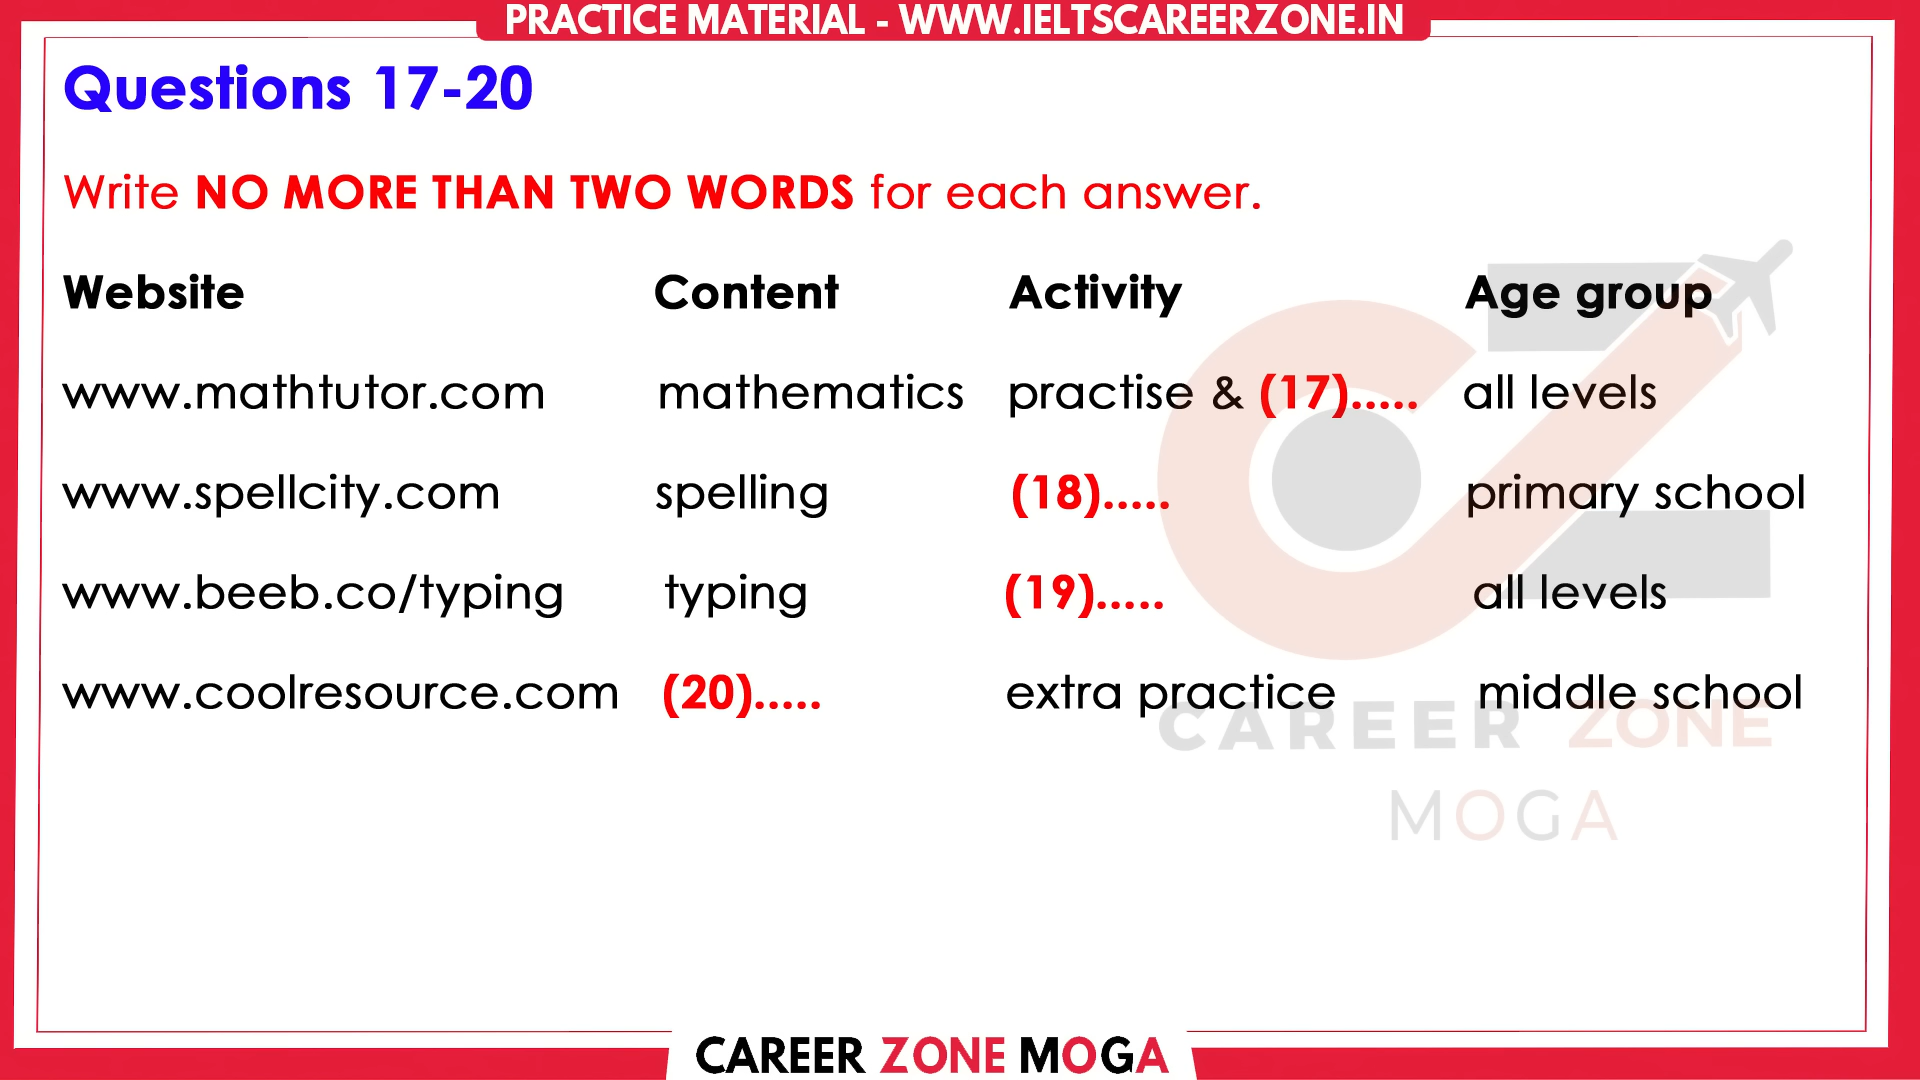 PRACTICE MATERIAL - WWW.IELTSCAREERZONE.IN
Questions 17-20
Write NO MORE THAN TWO WORDS for each answer.
Website Content Activity Age group
www.mathtutor.com mathematics practise & (17)..... all levels
www.spellcity.com spelling (18)..... primary school
www.beeb.co/typing typing (19)..... all levels
www.coolresource.com (20)..... extra practice middle school
CAREER ZONE
MOGA
CAREER ZONE MOGA